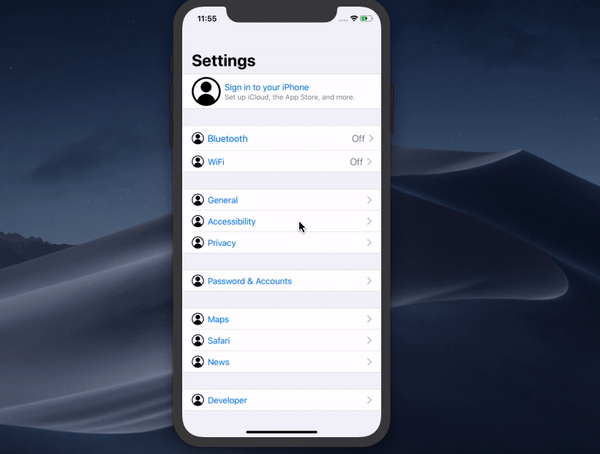 11:55
Settings
Sign in to your iPhone
Set up iCloud, the App Store, and more.
Bluetooth Off
WiFi Off
General
Accessibility
Privacy
Password & Accounts
Maps
Safari
News
Developer